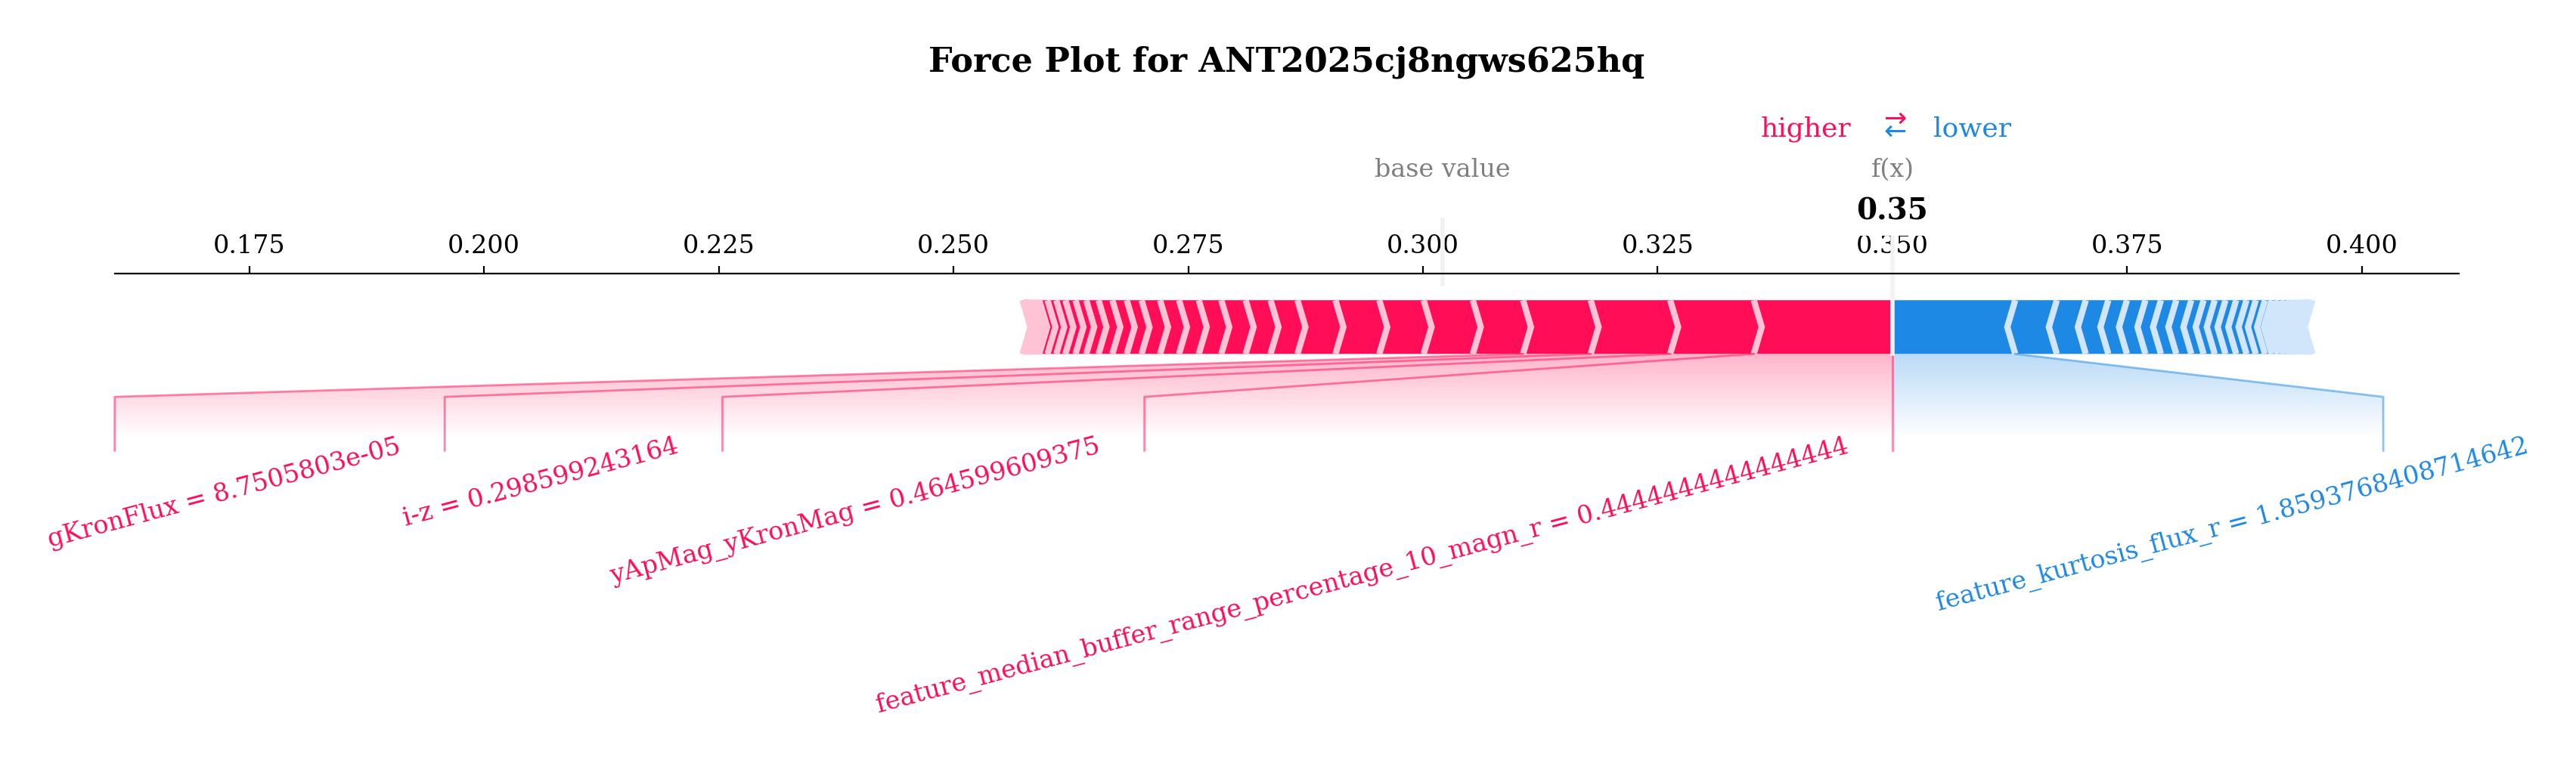 Force Plot for ANT2025cj8ngws625hq
higher ⇄ lower
base value f(x)
0.35
0.175 0.200 0.225 0.250 0.275 0.300 0.325 0.350 0.375 0.400
gKronFlux = 8.7505803e-05
i-z = 0.298599243164
yApMag_yKronMag = 0.464599609375
feature_median_buffer_range_percentage_10_magn_r = 0.4444444444444444
feature_kurtosis_flux_r = 1.8593768408714642